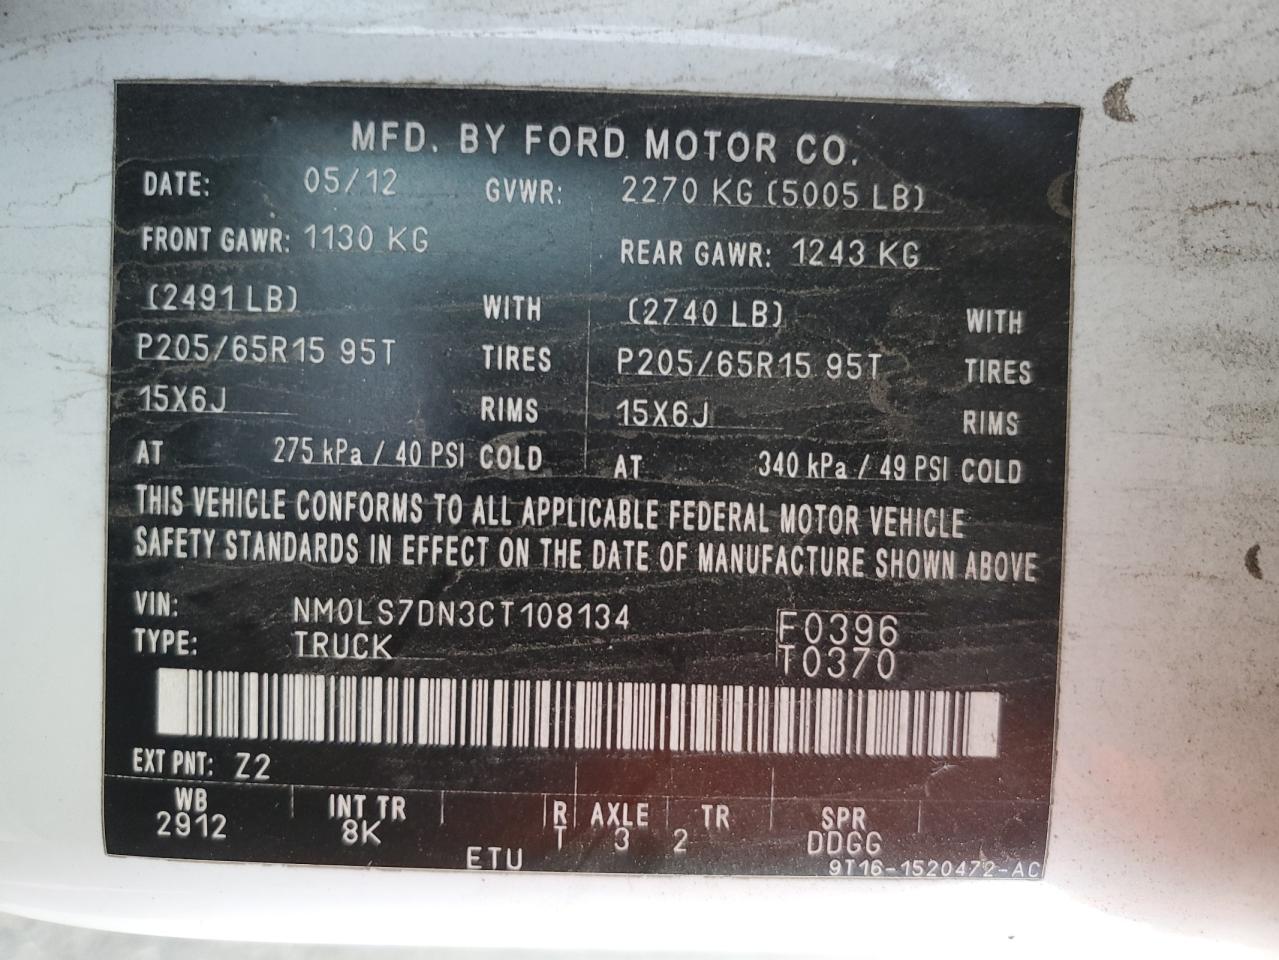 MFD. BY FORD MOTOR CO.
DATE: 05/12 GVWR: 2270 KG (5005 LB)
FRONT GAWR: 1130 KG REAR GAWR: 1243 KG
(2491 LB) WITH (2740 LB) WITH
P205/65R15 95T TIRES P205/65R15 95T TIRES
15X6J RIMS 15X6J RIMS
AT 275 kPa / 40 PSI COLD AT 340 kPa / 49 PSI COLD
THIS VEHICLE CONFORMS TO ALL APPLICABLE FEDERAL MOTOR VEHICLE
SAFETY STANDARDS IN EFFECT ON THE DATE OF MANUFACTURE SHOWN ABOVE
VIN: NM0LS7DN3CT108134 F0396
TYPE: TRUCK T0370
EXT PNT: Z2
WB INT TR R AXLE TR SPR
2912 8K T 3 2 DDGG
ETU 9T16-1520472-AC